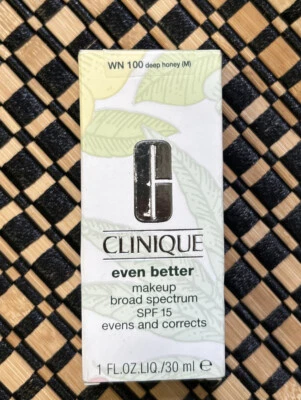 WN 100 deep honey (M)
CLINIQUE
even better
makeup
broad spectrum
SPF 15
evens and corrects
1 FL.OZ.LIQ./30 ml ℮